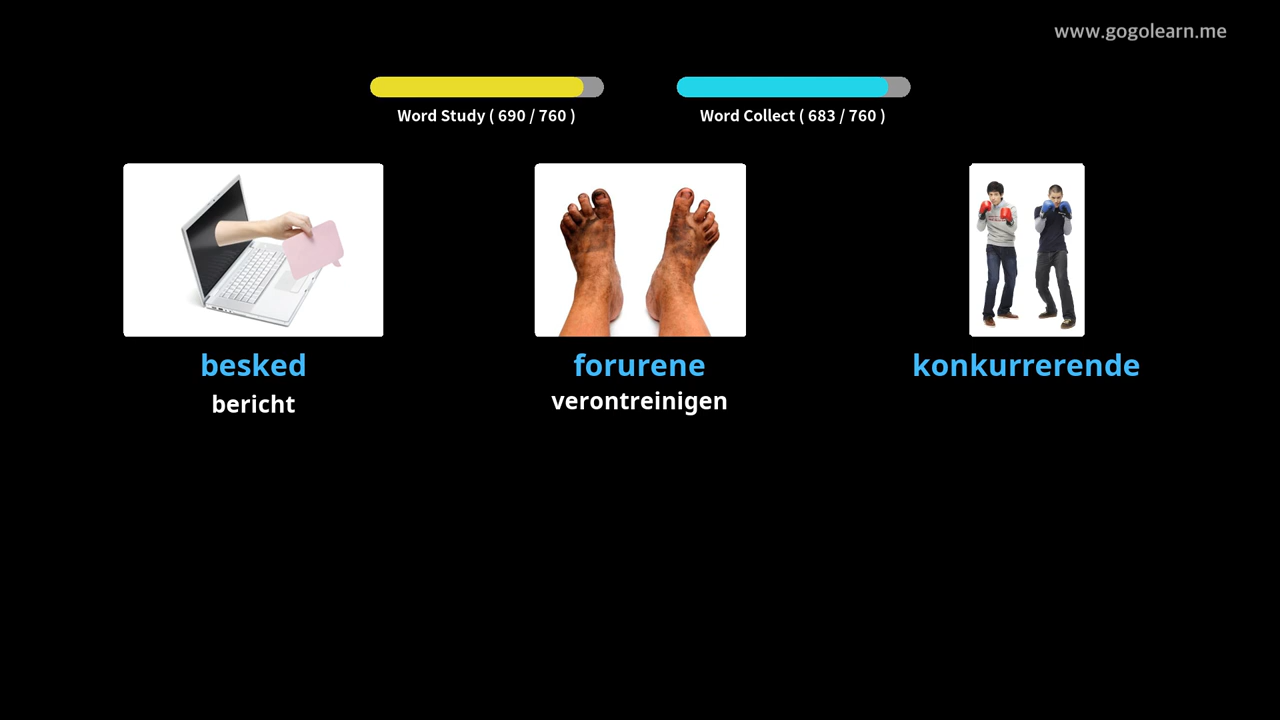 www.gogolearn.me
Word Study ( 690 / 760 )
Word Collect ( 683 / 760 )
besked
forurene
konkurrerende
bericht
verontreinigen